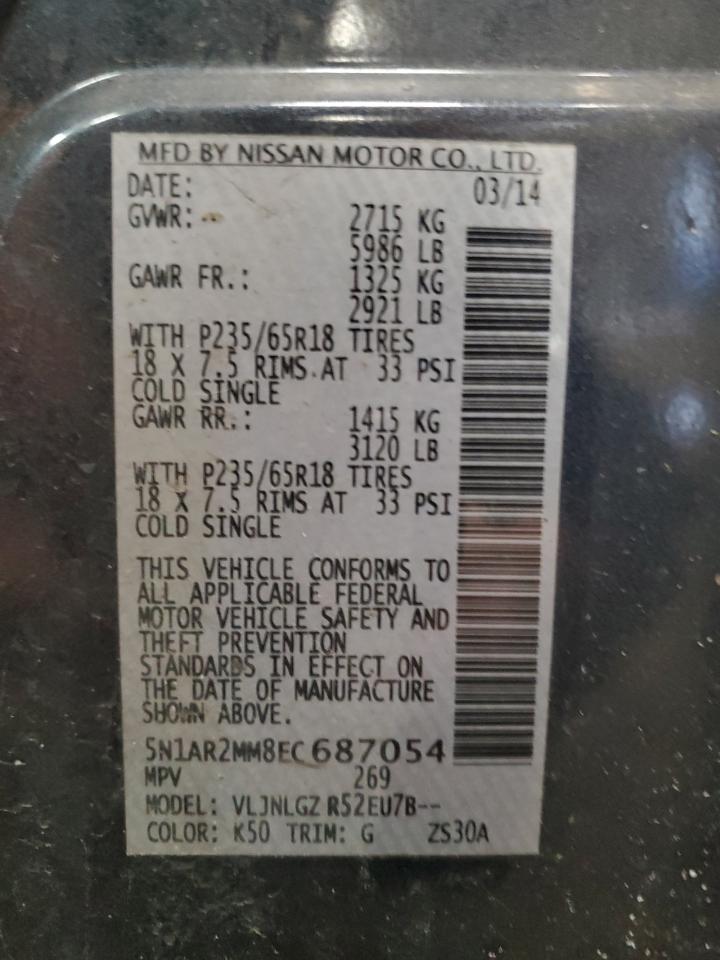 MFD BY NISSAN MOTOR CO., LTD.
DATE: 03/14
GVWR: 2715 KG
5986 LB
GAWR FR.: 1325 KG
2921 LB
WITH P235/65R18 TIRES
18 X 7.5 RIMS AT 33 PSI
COLD SINGLE
GAWR RR.: 1415 KG
3120 LB
WITH P235/65R18 TIRES
18 X 7.5 RIMS AT 33 PSI
COLD SINGLE
THIS VEHICLE CONFORMS TO
ALL APPLICABLE FEDERAL
MOTOR VEHICLE SAFETY AND
THEFT PREVENTION
STANDARDS IN EFFECT ON
THE DATE OF MANUFACTURE
SHOWN ABOVE.
5N1AR2MM8EC687054
MPV 269
MODEL: VLJNLGZ R52EU7B--
COLOR: K50 TRIM: G ZS30A